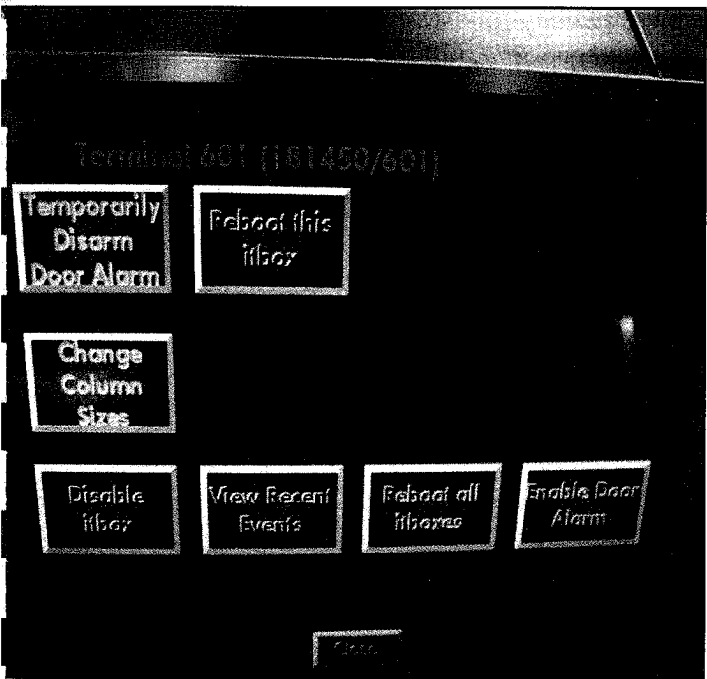 Terminal 601 (181450/601)
Temporarily
Disarm
Door Alarm
Reboot this
itbox
Change
Column
Sizes
Disable
itbox
View Recent
Events
Reboot all
itboxes
Enable Door
Alarm
Close